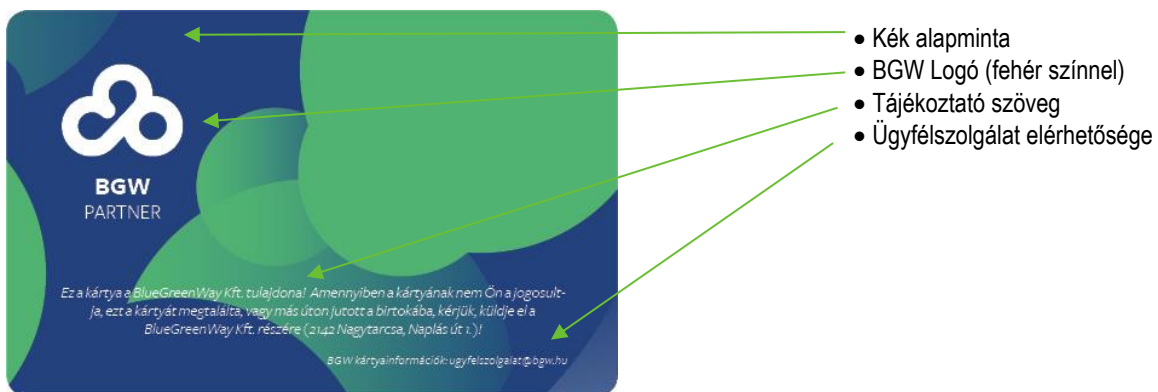 BGW
PARTNER
Ez a kártya a BlueGreenWay Kft. tulajdona! Amennyiben a kártyának nem Ön a jogosult-
ja, ezt a kártyát megtalálta, vagy más úton jutott a birtokába, kérjük, küldje el a
BlueGreenWay Kft. részére (2142 Nagytarcsa, Naplás út 1.)!
BGW kártyainformációk: ugyfelszolgalat@bgw.hu
• Kék alapminta
• BGW Logó (fehér színnel)
• Tájékoztató szöveg
• Ügyfélszolgálat elérhetősége